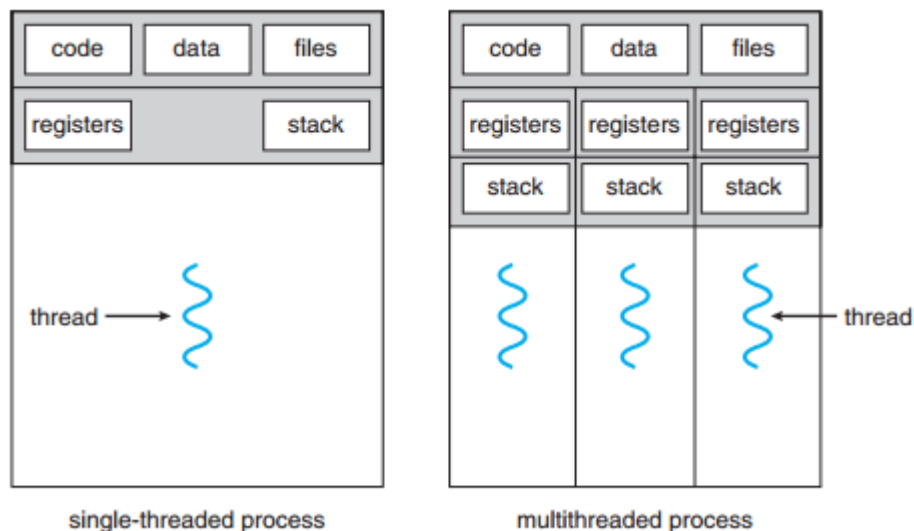 code data files code data files
registers stack registers registers registers
stack stack stack
thread thread
single-threaded process multithreaded process